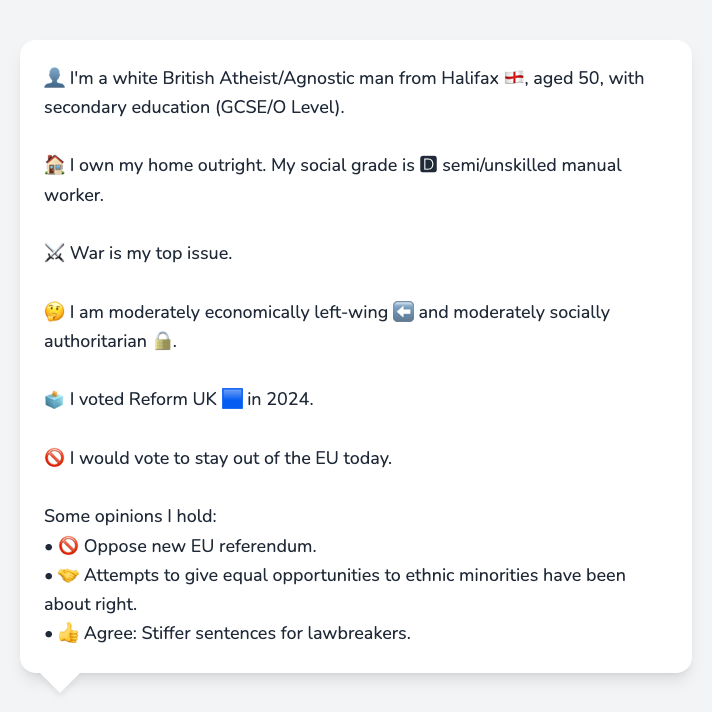 👤 I'm a white British Atheist/Agnostic man from Halifax 🏴󠁧󠁢󠁥󠁮󠁧󠁿, aged 50, with
secondary education (GCSE/O Level).
🏠 I own my home outright. My social grade is 🅳 semi/unskilled manual
worker.
⚔️ War is my top issue.
🤔 I am moderately economically left-wing ⬅️ and moderately socially
authoritarian 🔒.
🗳️ I voted Reform UK 🟦 in 2024.
🚫 I would vote to stay out of the EU today.
Some opinions I hold:
• 🚫 Oppose new EU referendum.
• 🤝 Attempts to give equal opportunities to ethnic minorities have been
about right.
• 👍 Agree: Stiffer sentences for lawbreakers.